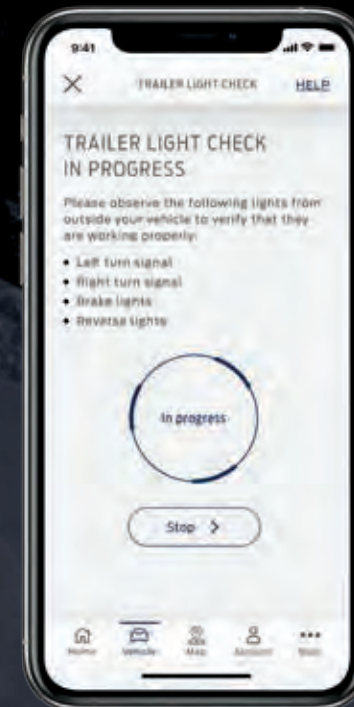 9:41
TRAILER LIGHT CHECK
HELP
TRAILER LIGHT CHECK
IN PROGRESS
Please observe the following lights from
outside your vehicle to verify that they
are working properly:
• Left turn signal
• Right turn signal
• Brake lights
• Reverse lights
In progress
Stop
Home Vehicle Map Account More